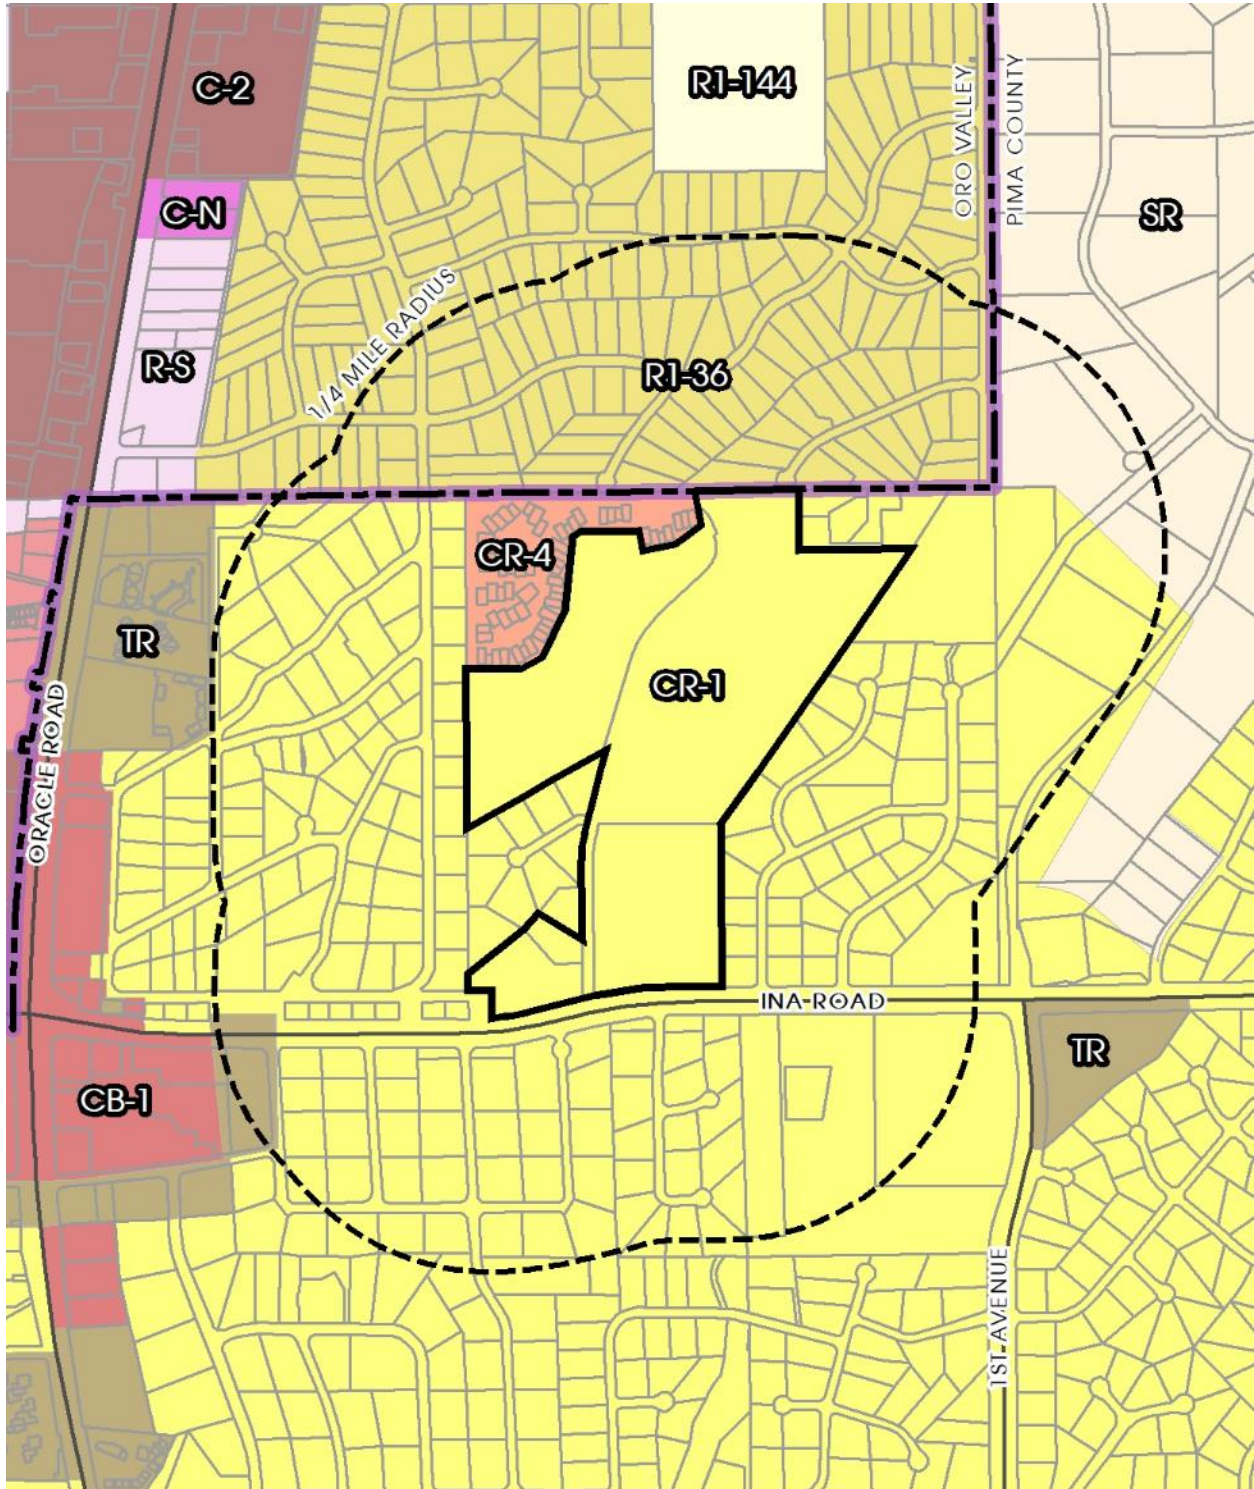 C-2
R1-144
ORO VALLEY
PIMA COUNTY
C-N
SR
1/4 MILE RADIUS
R-S
R1-36
CR-4
TR
CR-1
ORACLE ROAD
INA ROAD
TR
CB-1
1ST AVENUE